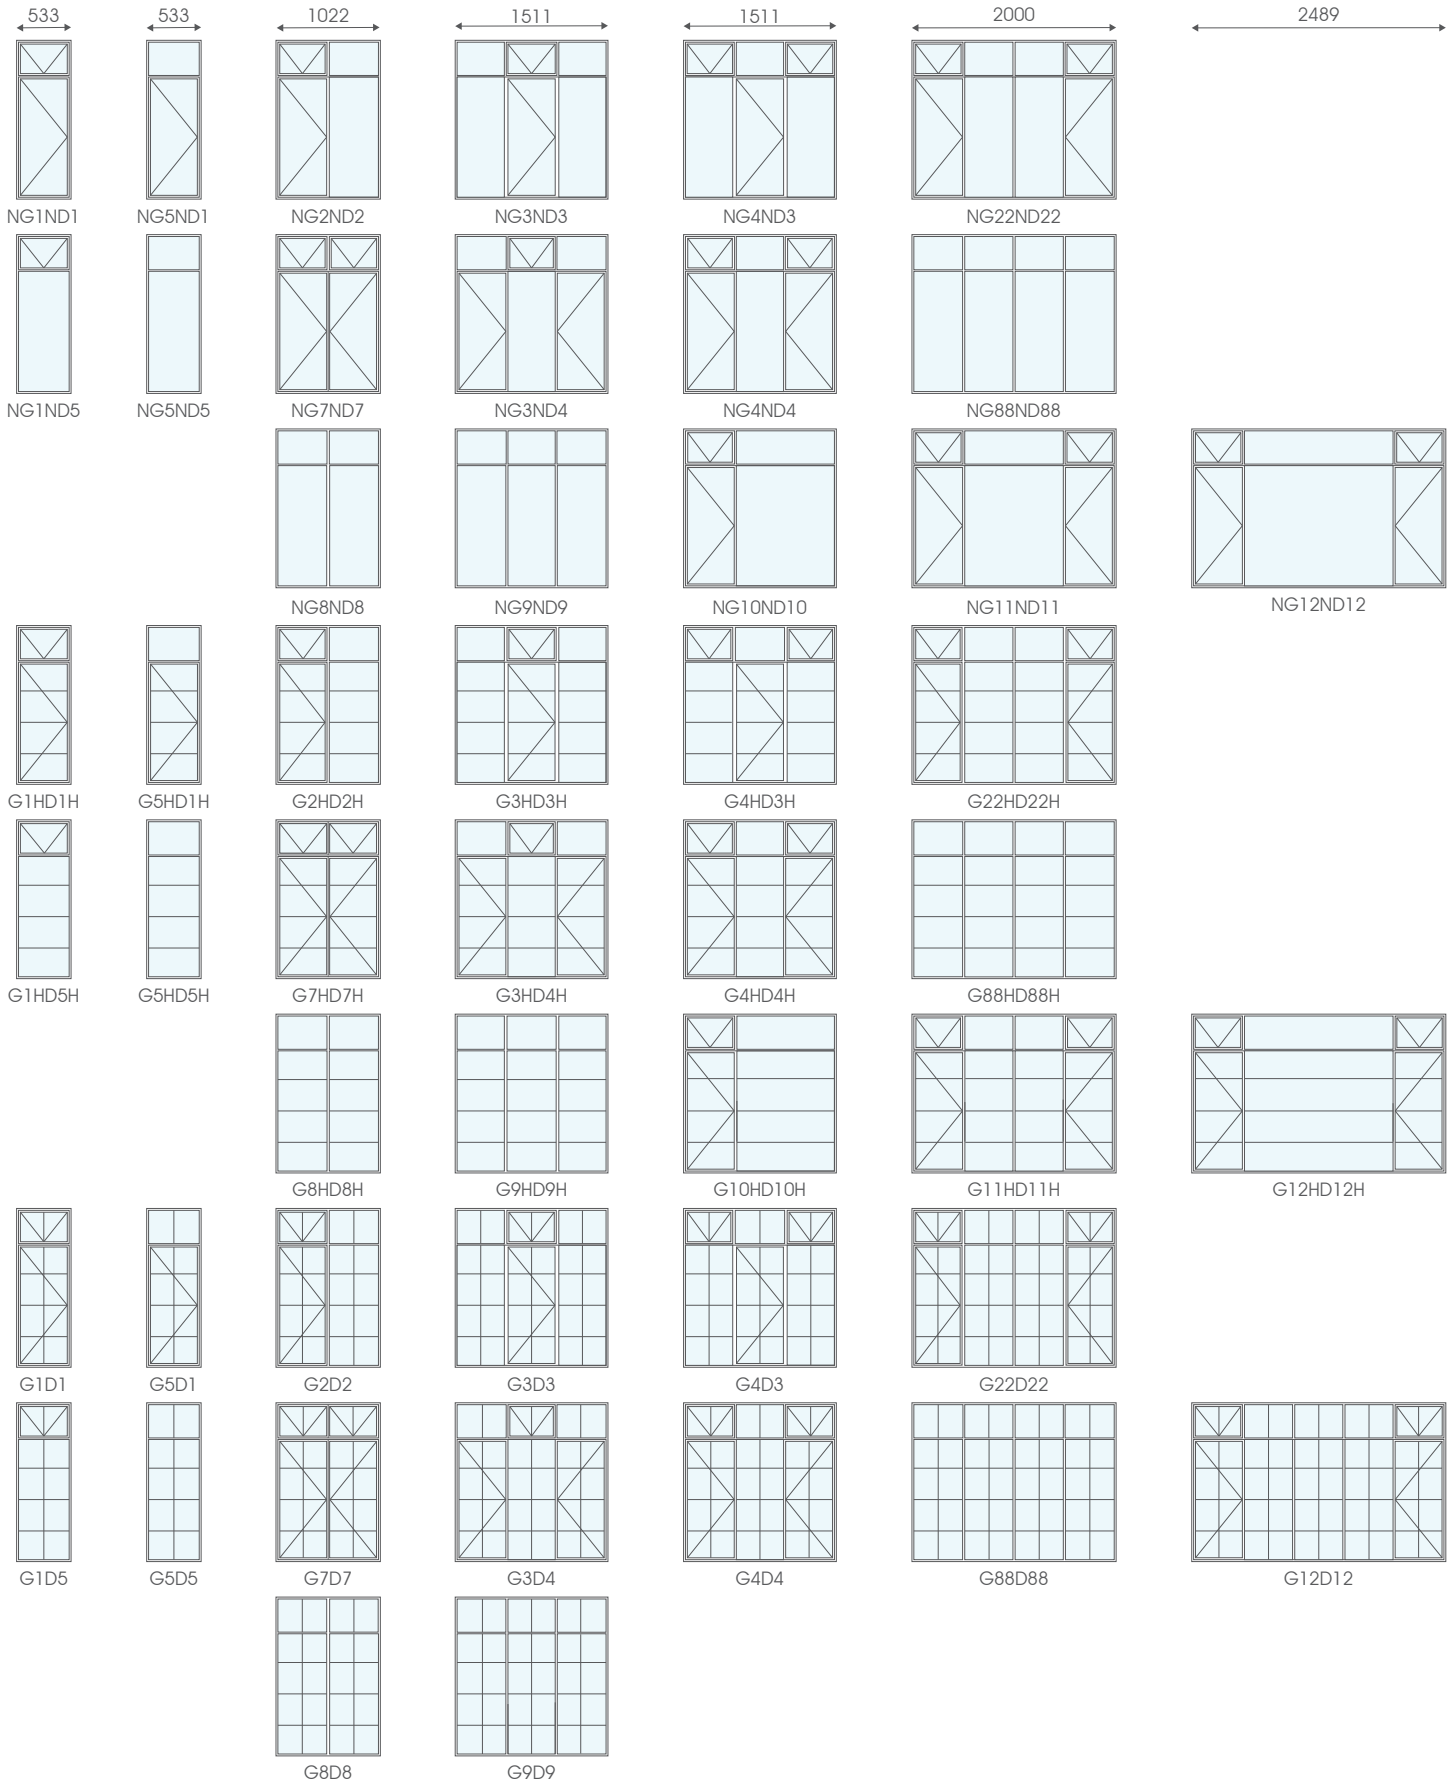 533 533 1022 1511 1511 2000 2489
NG1ND1 NG5ND1 NG2ND2 NG3ND3 NG4ND3 NG22ND22
NG1ND5 NG5ND5 NG7ND7 NG3ND4 NG4ND4 NG88ND88
NG8ND8 NG9ND9 NG10ND10 NG11ND11 NG12ND12
G1HD1H G5HD1H G2HD2H G3HD3H G4HD3H G22HD22H
G1HD5H G5HD5H G7HD7H G3HD4H G4HD4H G88HD88H
G8HD8H G9HD9H G10HD10H G11HD11H G12HD12H
G1D1 G5D1 G2D2 G3D3 G4D3 G22D22
G1D5 G5D5 G7D7 G3D4 G4D4 G88D88 G12D12
G8D8 G9D9